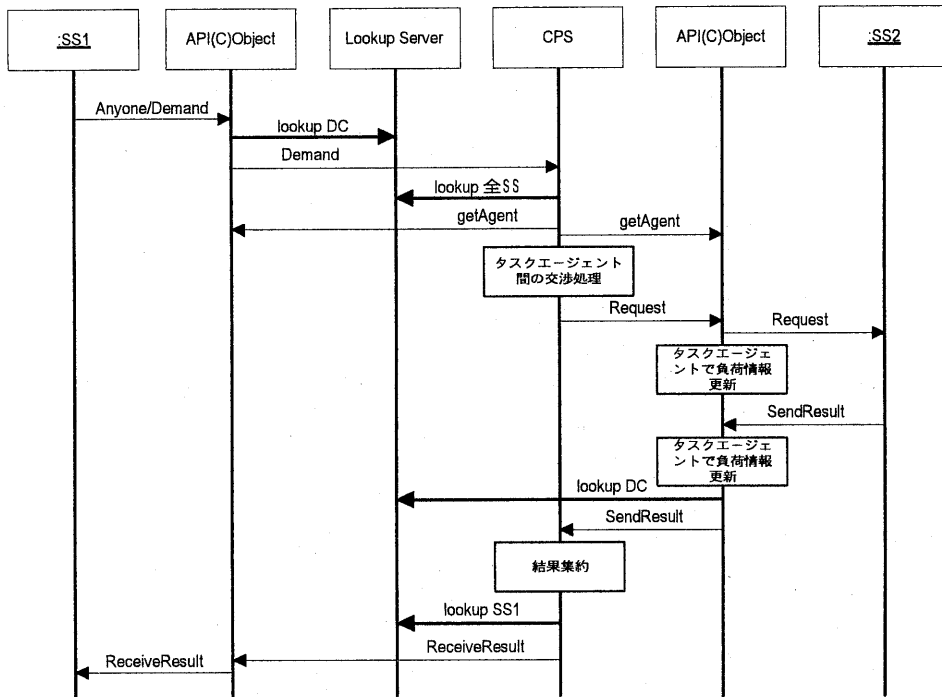 :SS1
API(C)Object
Lookup Server
CPS
API(C)Object
:SS2
Anyone/Demand
lookup DC
Demand
lookup 全SS
getAgent
getAgent
タスクエージェント
間の交渉処理
Request
Request
タスクエージェ
ントで負荷情報
更新
SendResult
タスクエージェ
ントで負荷情報
更新
lookup DC
SendResult
結果集約
lookup SS1
ReceiveResult
ReceiveResult